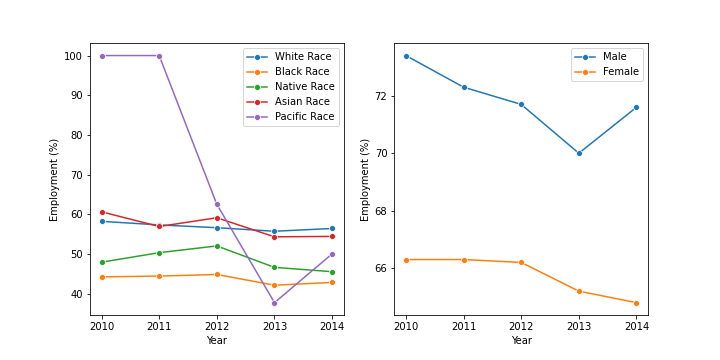 100
90
80
70
60
50
40
Employment (%)
2010 2011 2012 2013 2014
Year
White Race
Black Race
Native Race
Asian Race
Pacific Race
72
70
68
66
Employment (%)
2010 2011 2012 2013 2014
Year
Male
Female